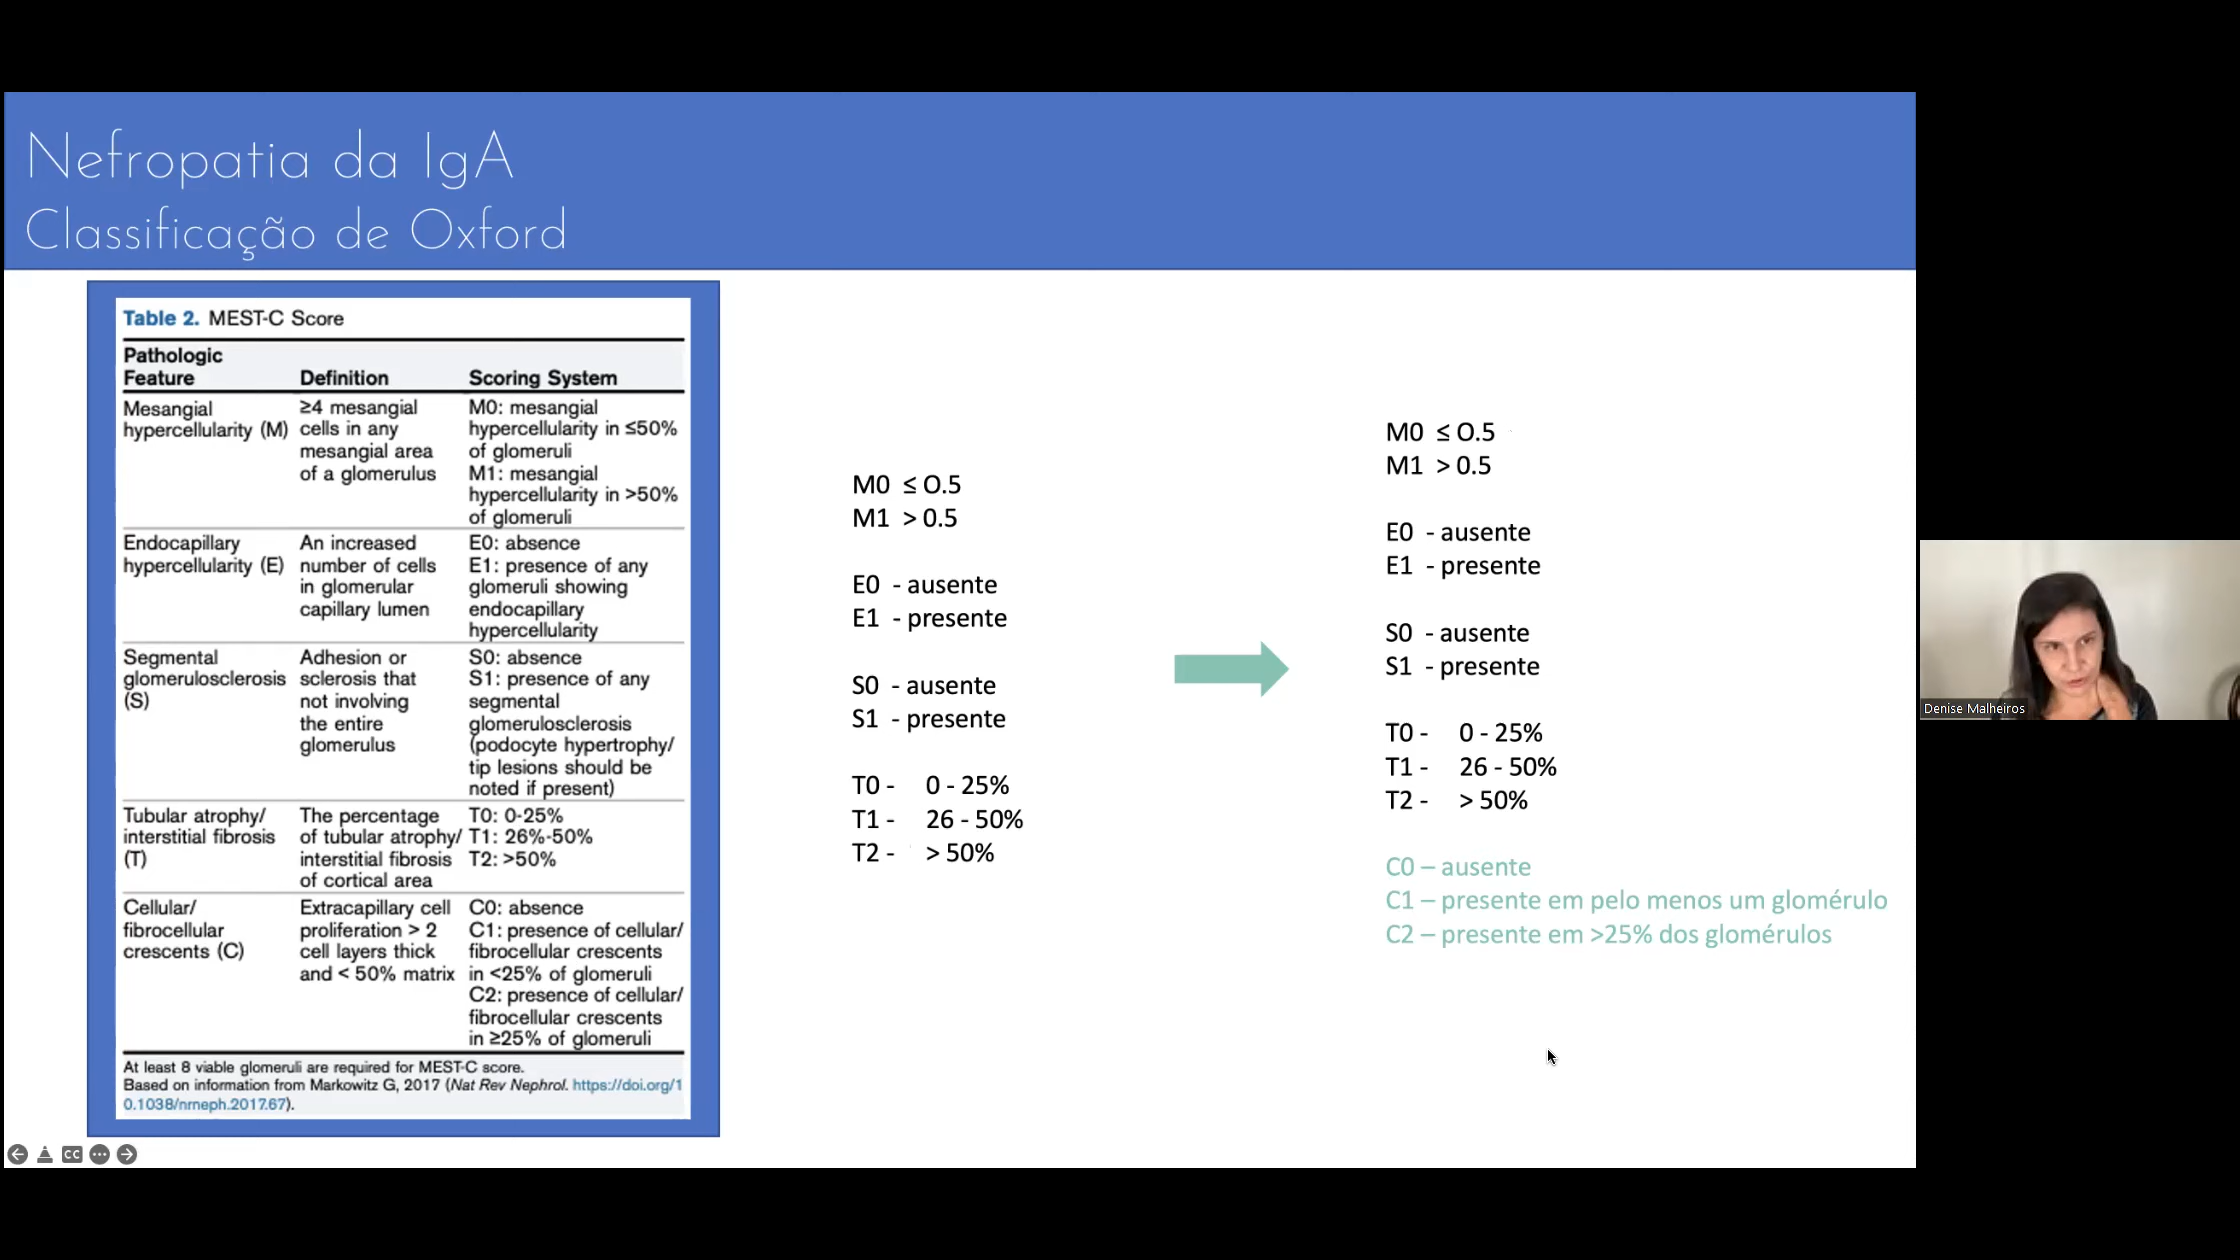 Nefropatia da IgA
Classificação de Oxford
Table 2. MEST-C Score
Pathologic
Feature Definition Scoring System
Mesangial ≥4 mesangial M0: mesangial
hypercellularity (M) cells in any hypercellularity in ≤50%
mesangial area of glomeruli
of a glomerulus M1: mesangial
hypercellularity in >50%
of glomeruli
Endocapillary An increased E0: absence
hypercellularity (E) number of cells E1: presence of any
in glomerular glomeruli showing
capillary lumen endocapillary
hypercellularity
Segmental Adhesion or S0: absence
glomerulosclerosis sclerosis that S1: presence of any
(S) not involving segmental
the entire glomerulosclerosis
glomerulus (podocyte hypertrophy/
tip lesions should be
noted if present)
Tubular atrophy/ The percentage T0: 0-25%
interstitial fibrosis of tubular atrophy/ T1: 26%-50%
(T) interstitial fibrosis T2: >50%
of cortical area
Cellular/ Extracapillary cell C0: absence
fibrocellular proliferation > 2 C1: presence of cellular/
crescents (C) cell layers thick fibrocellular crescents
and < 50% matrix in <25% of glomeruli
C2: presence of cellular/
fibrocellular crescents
in ≥25% of glomeruli
At least 8 viable glomeruli are required for MEST-C score.
Based on information from Markowitz G, 2017 (Nat Rev Nephrol. https://doi.org/1
0.1038/nrneph.2017.67).
M0 ≤ O.5
M1 > 0.5
E0 - ausente
E1 - presente
S0 - ausente
S1 - presente
T0 - 0 - 25%
T1 - 26 - 50%
T2 - > 50%
M0 ≤ O.5
M1 > 0.5
E0 - ausente
E1 - presente
S0 - ausente
S1 - presente
T0 - 0 - 25%
T1 - 26 - 50%
T2 - > 50%
C0 – ausente
C1 – presente em pelo menos um glomérulo
C2 – presente em >25% dos glomérulos
Denise Malheiros
CC